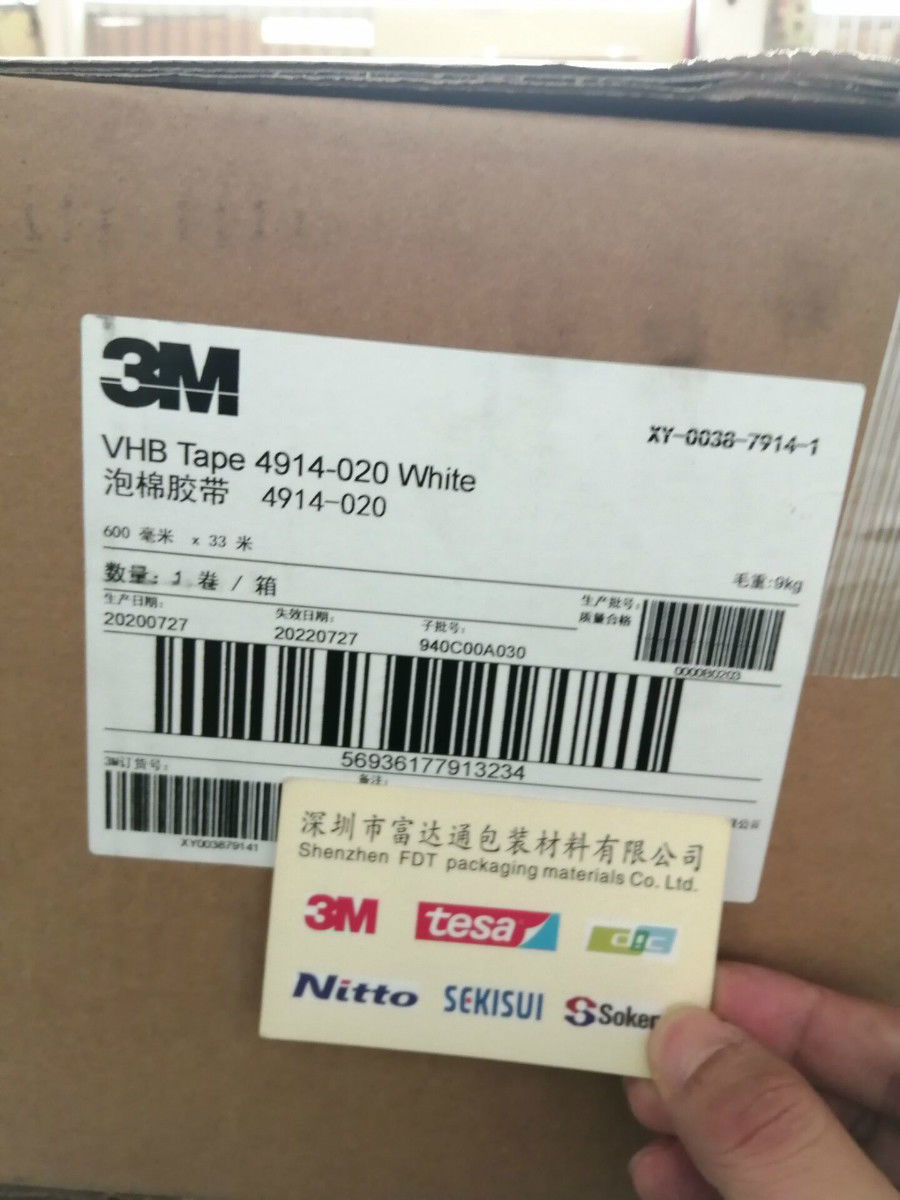 3M
XY-0038-7914-1
VHB Tape 4914-020 White
泡棉胶带 4914-020
600 毫米 x 33 米
毛重:9kg
数量: 1 卷 / 箱
生产批号:
质量合格
生产日期:
失效日期:
子批号:
20200727
20220727
940C00A030
0000B0203
56936177913234
3M订货号:
备注:
XY003879141
深圳市富达通包装材料有限公司
Shenzhen FDT packaging materials Co. Ltd.
3M tesa dic
Nitto SEKISUI Soken